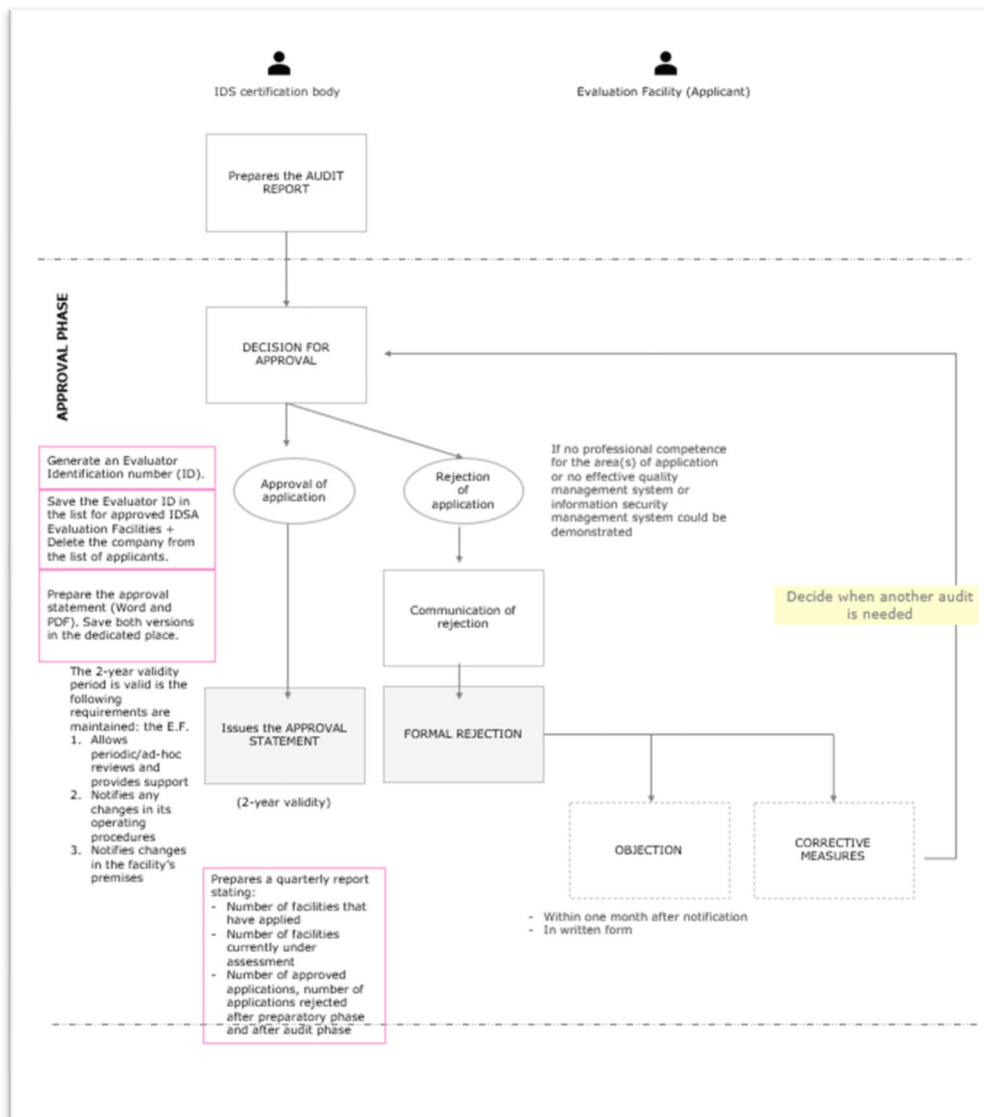 IDS certification body
Evaluation Facility (Applicant)
Prepares the AUDIT
REPORT
APPROVAL PHASE
DECISION FOR
APPROVAL
Generate an Evaluator
Identification number (ID).
Save the Evaluator ID in
the list for approved IDSA
Evaluation Facilities +
Delete the company from
the list of applicants.
Prepare the approval
statement (Word and
PDF). Save both versions
in the dedicated place.
Approval of
application
Rejection
of
application
If no professional competence
for the area(s) of application
or no effective quality
management system or
information security
management system could be
demonstrated
Communication of
rejection
Decide when another audit
is needed
The 2-year validity
period is valid is the
following
requirements are
maintained: the E.F.
1. Allows
periodic/ad-hoc
reviews and
provides support
2. Notifies any
changes in its
operating
procedures
3. Notifies changes
in the facility's
premises
Issues the APPROVAL
STATEMENT
(2-year validity)
FORMAL REJECTION
OBJECTION
CORRECTIVE
MEASURES
- Within one month after notification
- In written form
Prepares a quarterly report
stating:
- Number of facilities that
have applied
- Number of facilities
currently under
assessment
- Number of approved
applications, number of
applications rejected
after preparatory phase
and after audit phase